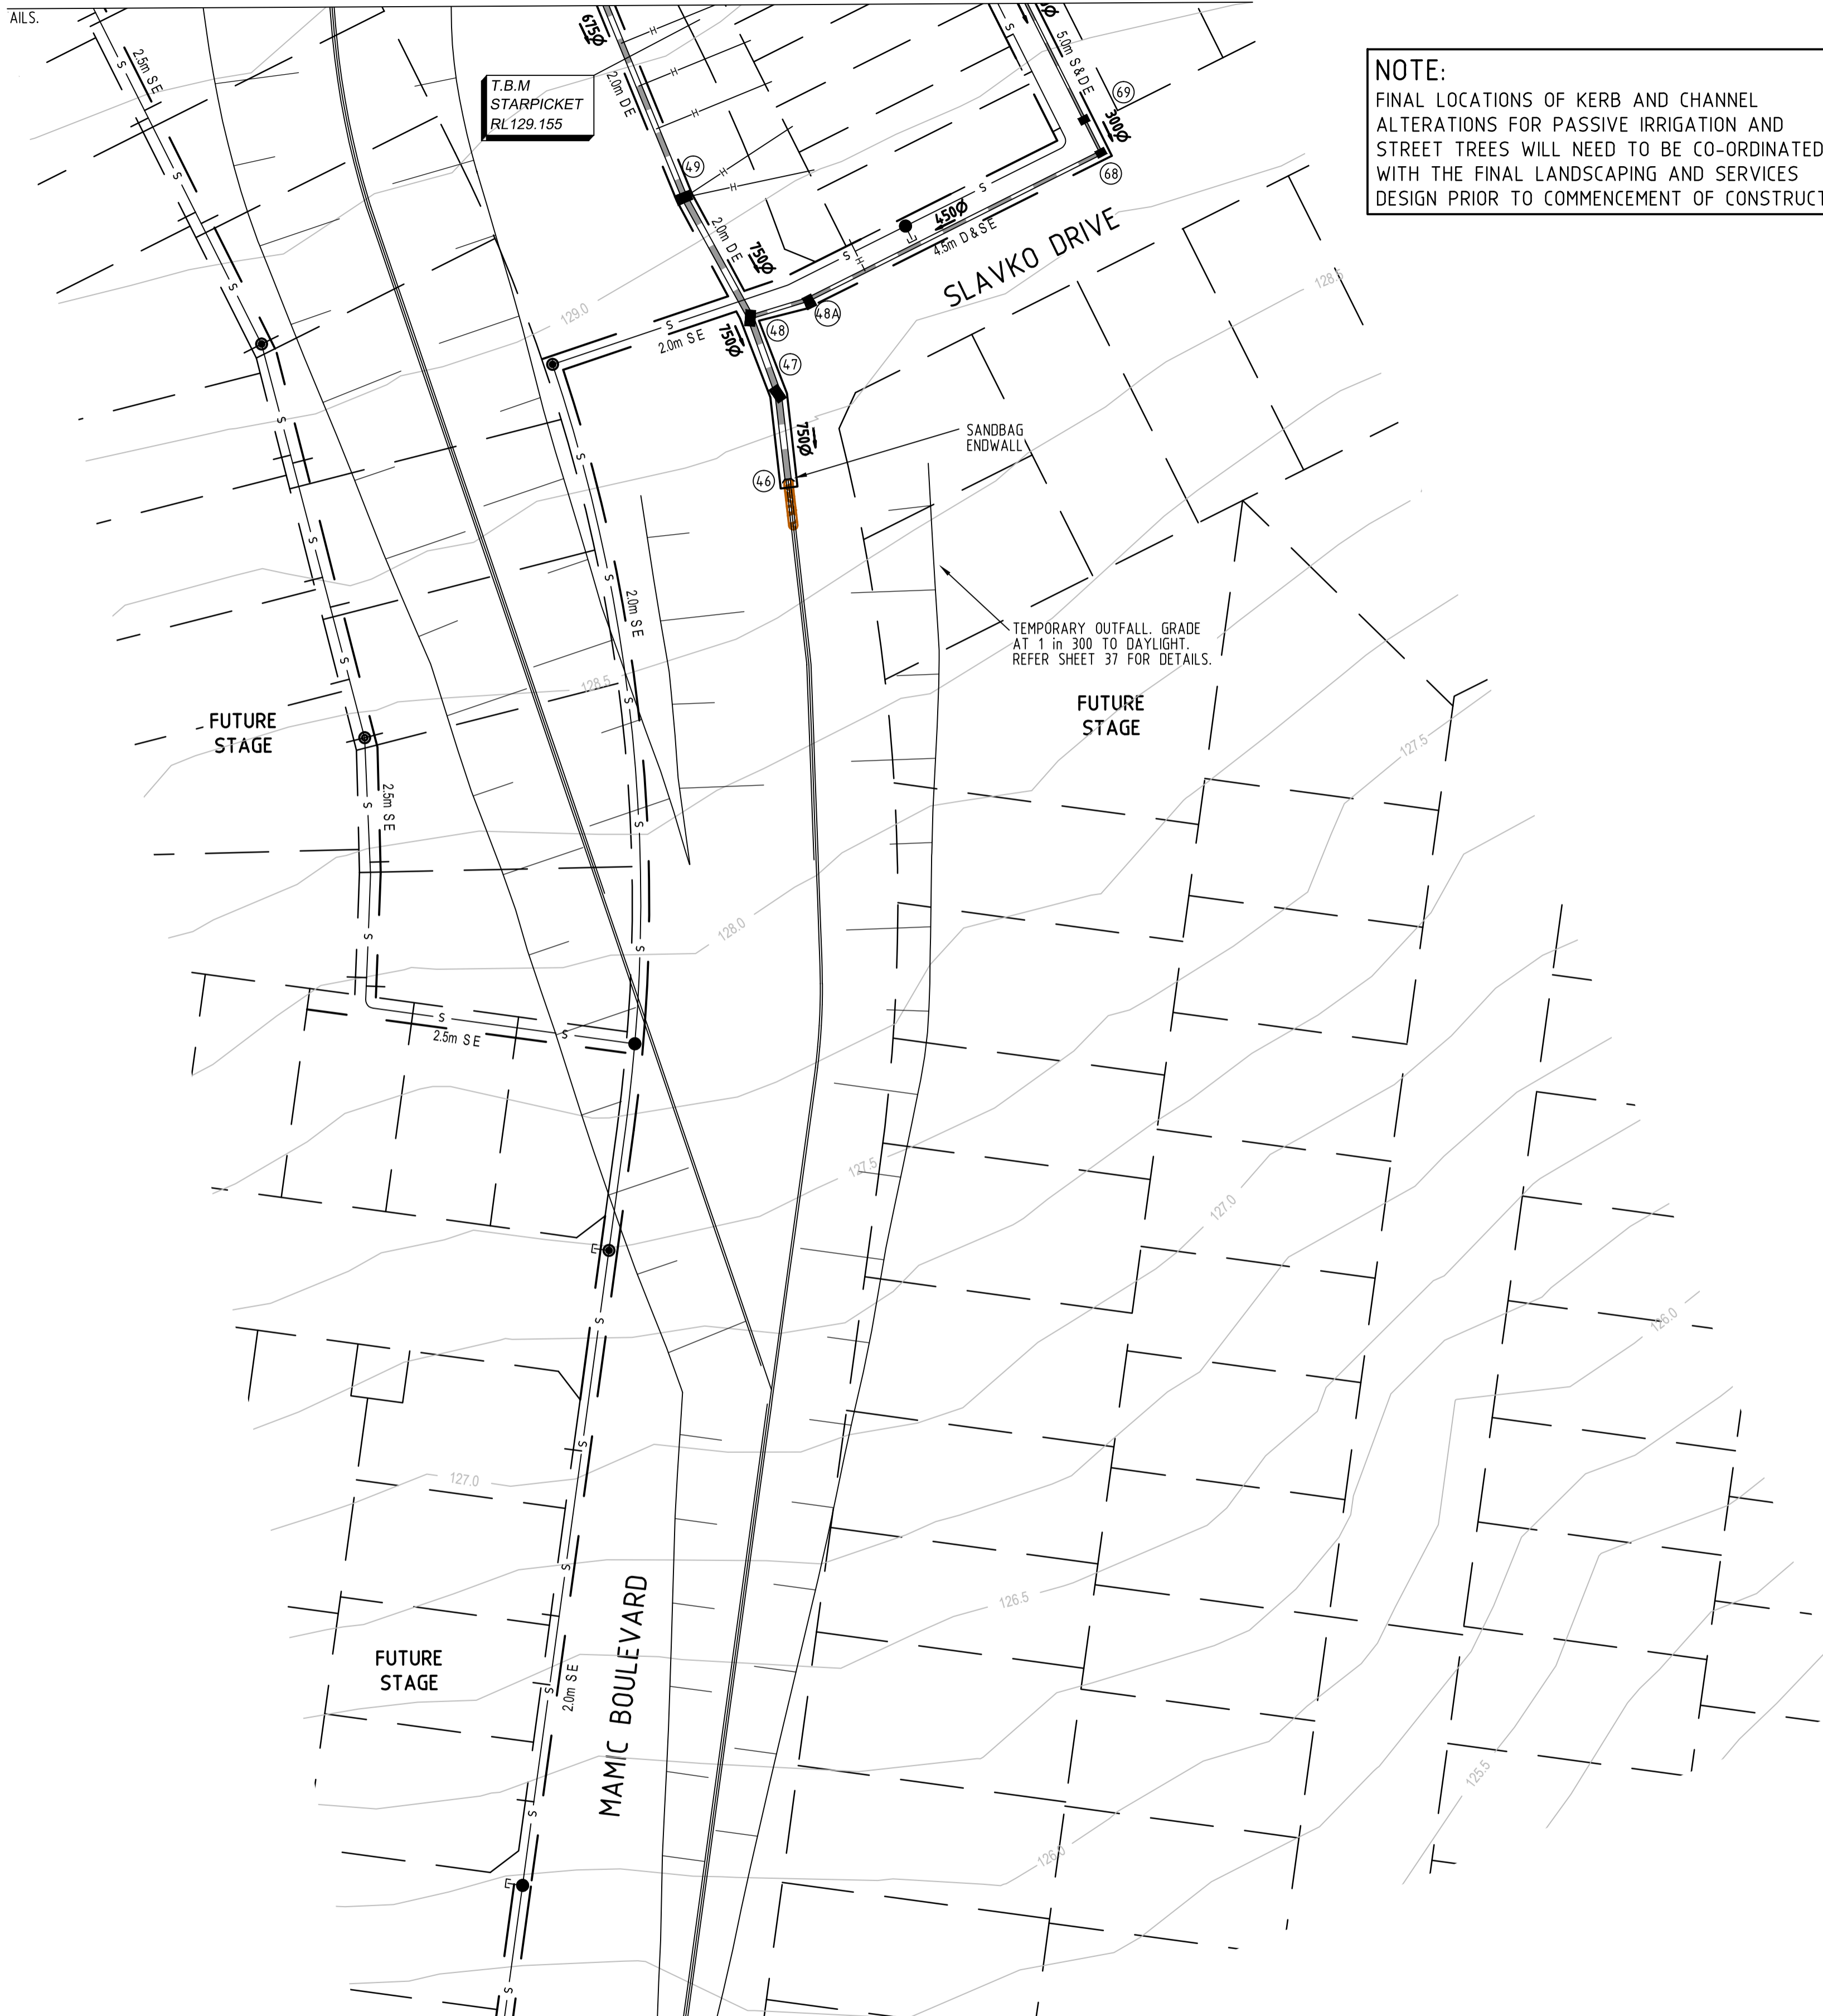 AILS.
675Ø
2.5m SE
2.0m DE
H
H
H
S
Ø
5.0m S&DE
69
300Ø
NOTE:
FINAL LOCATIONS OF KERB AND CHANNEL
ALTERATIONS FOR PASSIVE IRRIGATION AND
STREET TREES WILL NEED TO BE CO-ORDINATED
WITH THE FINAL LANDSCAPING AND SERVICES
DESIGN PRIOR TO COMMENCEMENT OF CONSTRUCT
T.B.M
STARPICKET
RL129.155
49
H
H
68
S
450Ø
4.5m D&SE
SLAVKO DRIVE
2.0m DE
750Ø
S
H
48A
129.0
128.5
S
2.0m SE
750Ø
48
47
750Ø
SANDBAG
ENDWALL
46
2.0m SE
TEMPORARY OUTFALL. GRADE
AT 1 in 300 TO DAYLIGHT.
REFER SHEET 37 FOR DETAILS.
128.5
FUTURE
STAGE
FUTURE
STAGE
127.5
2.5m SE
128.0
S
S
2.5m SE
127.5
127.0
E
126.0
127.0
126.5
FUTURE
STAGE
2.0m SE
MAMIC BOULEVARD
125.5
126.0
E
S